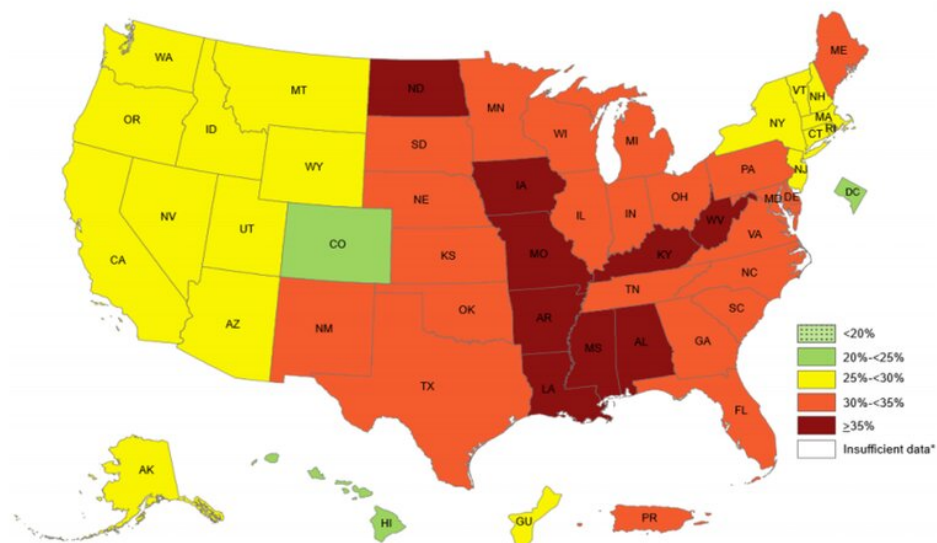 WA
MT
ND
MN
ME
OR
ID
WY
SD
WI
MI
NY
VT
NH
MA
CT
RI
NV
UT
CO
NE
IA
IL
IN
OH
PA
NJ
MD
DE
DC
CA
AZ
NM
KS
MO
KY
WV
VA
OK
AR
TN
NC
SC
TX
LA
MS
AL
GA
FL
AK
HI
GU
PR
<20%
20%-<25%
25%-<30%
30%-<35%
≥35%
Insufficient data*